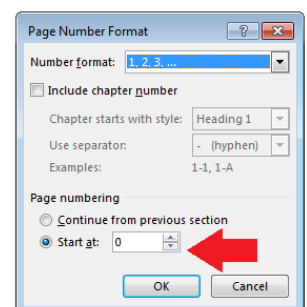 Page Number Format
Number format: 1, 2, 3, ...
Include chapter number
Chapter starts with style: Heading 1
Use separator: - (hyphen)
Examples: 1-1, 1-A
Page numbering
Continue from previous section
Start at: 0
OK Cancel